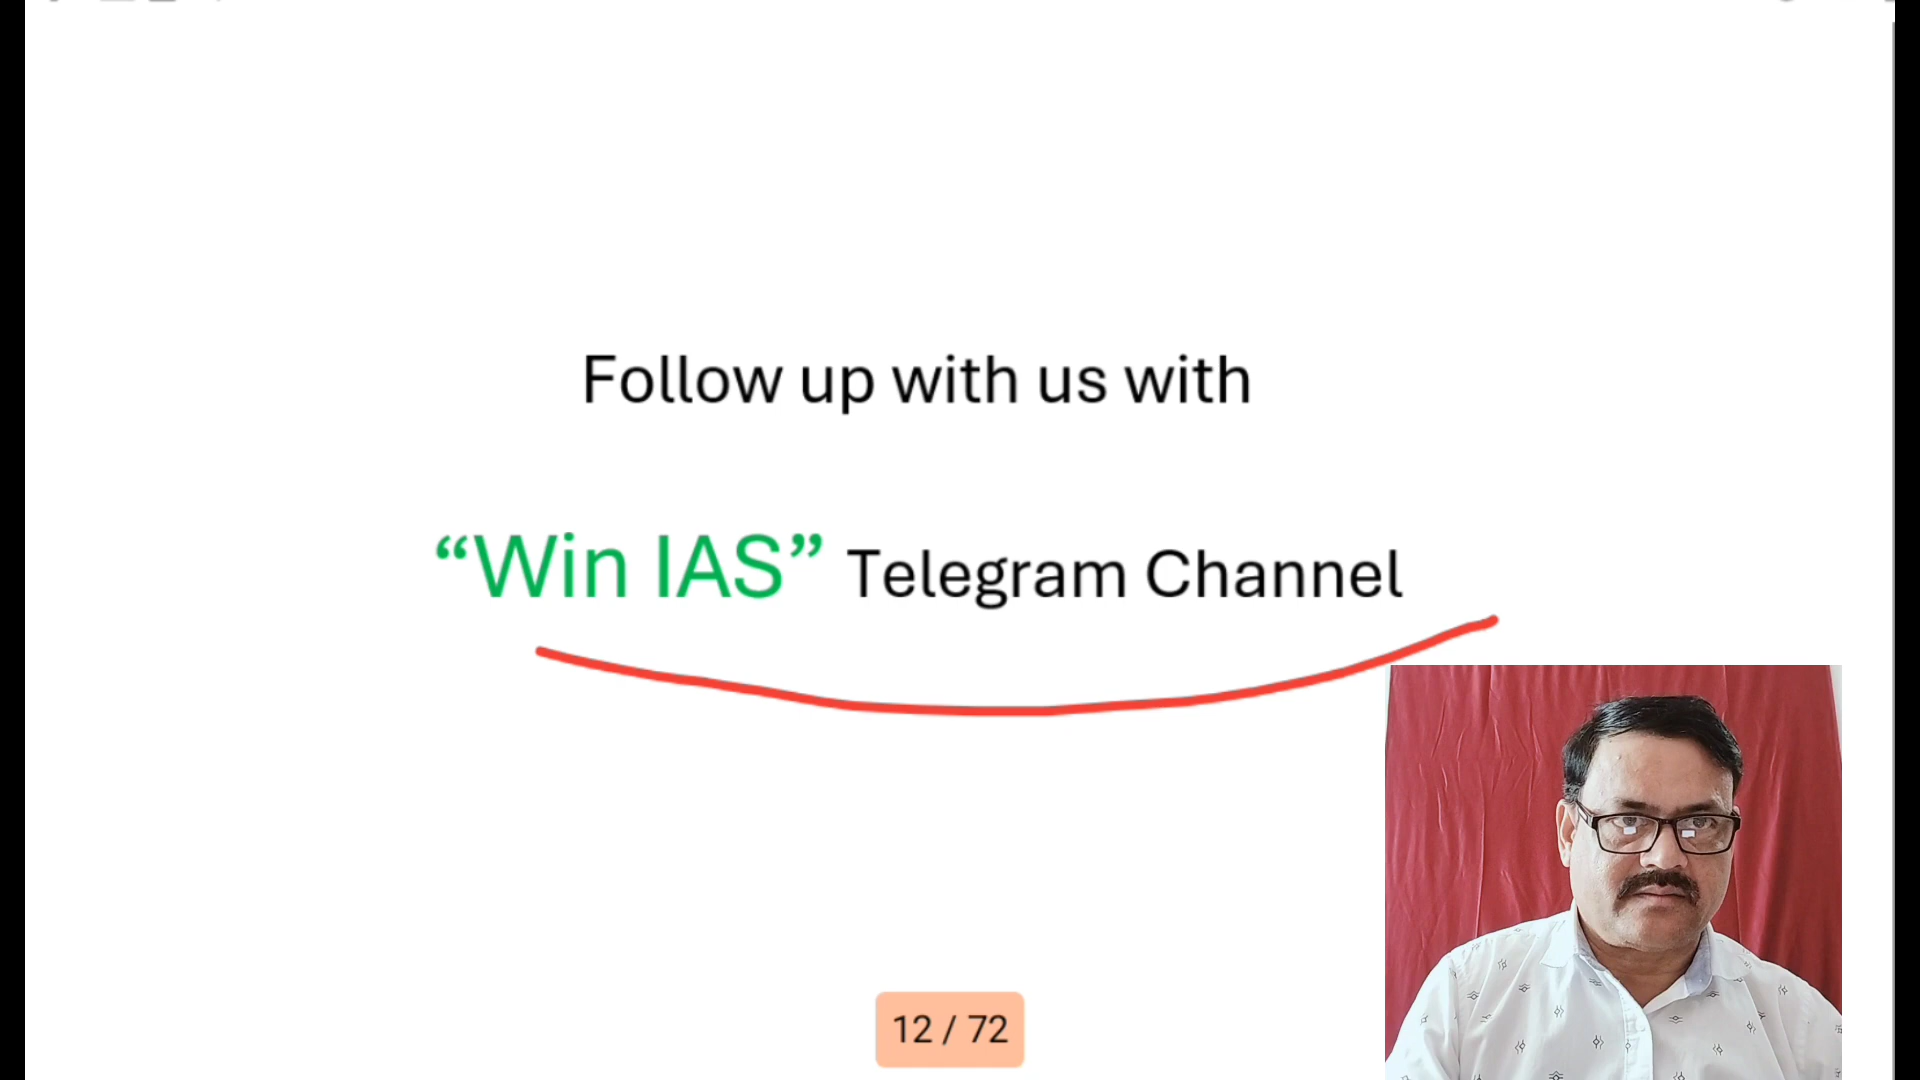 Follow up with us with
“Win IAS” Telegram Channel
12 / 72